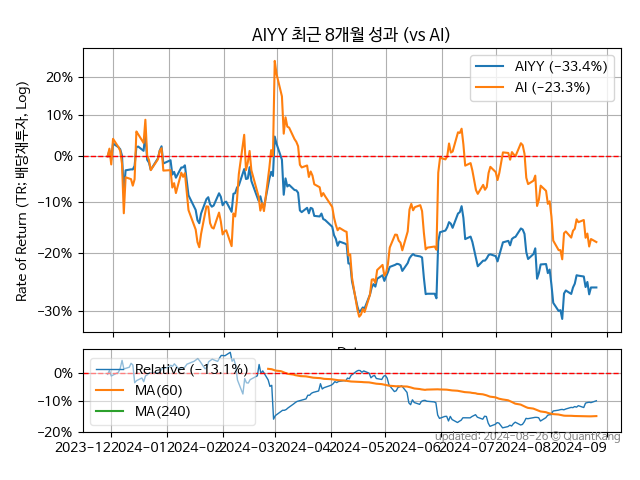 AIYY 최근 8개월 성과 (vs AI)
Rate of Return (TR: 배당재투자, Log)
20%
10%
0%
−10%
−20%
−30%
AIYY (−33.4%)
AI (−23.3%)
0%
−10%
−20%
Relative (−13.1%)
MA(60)
MA(240)
2023-12
2024-01
2024-02
2024-03
2024-04
2024-05
2024-06
2024-07
2024-08
2024-09
updated: 2024-08-26 © QuantKang